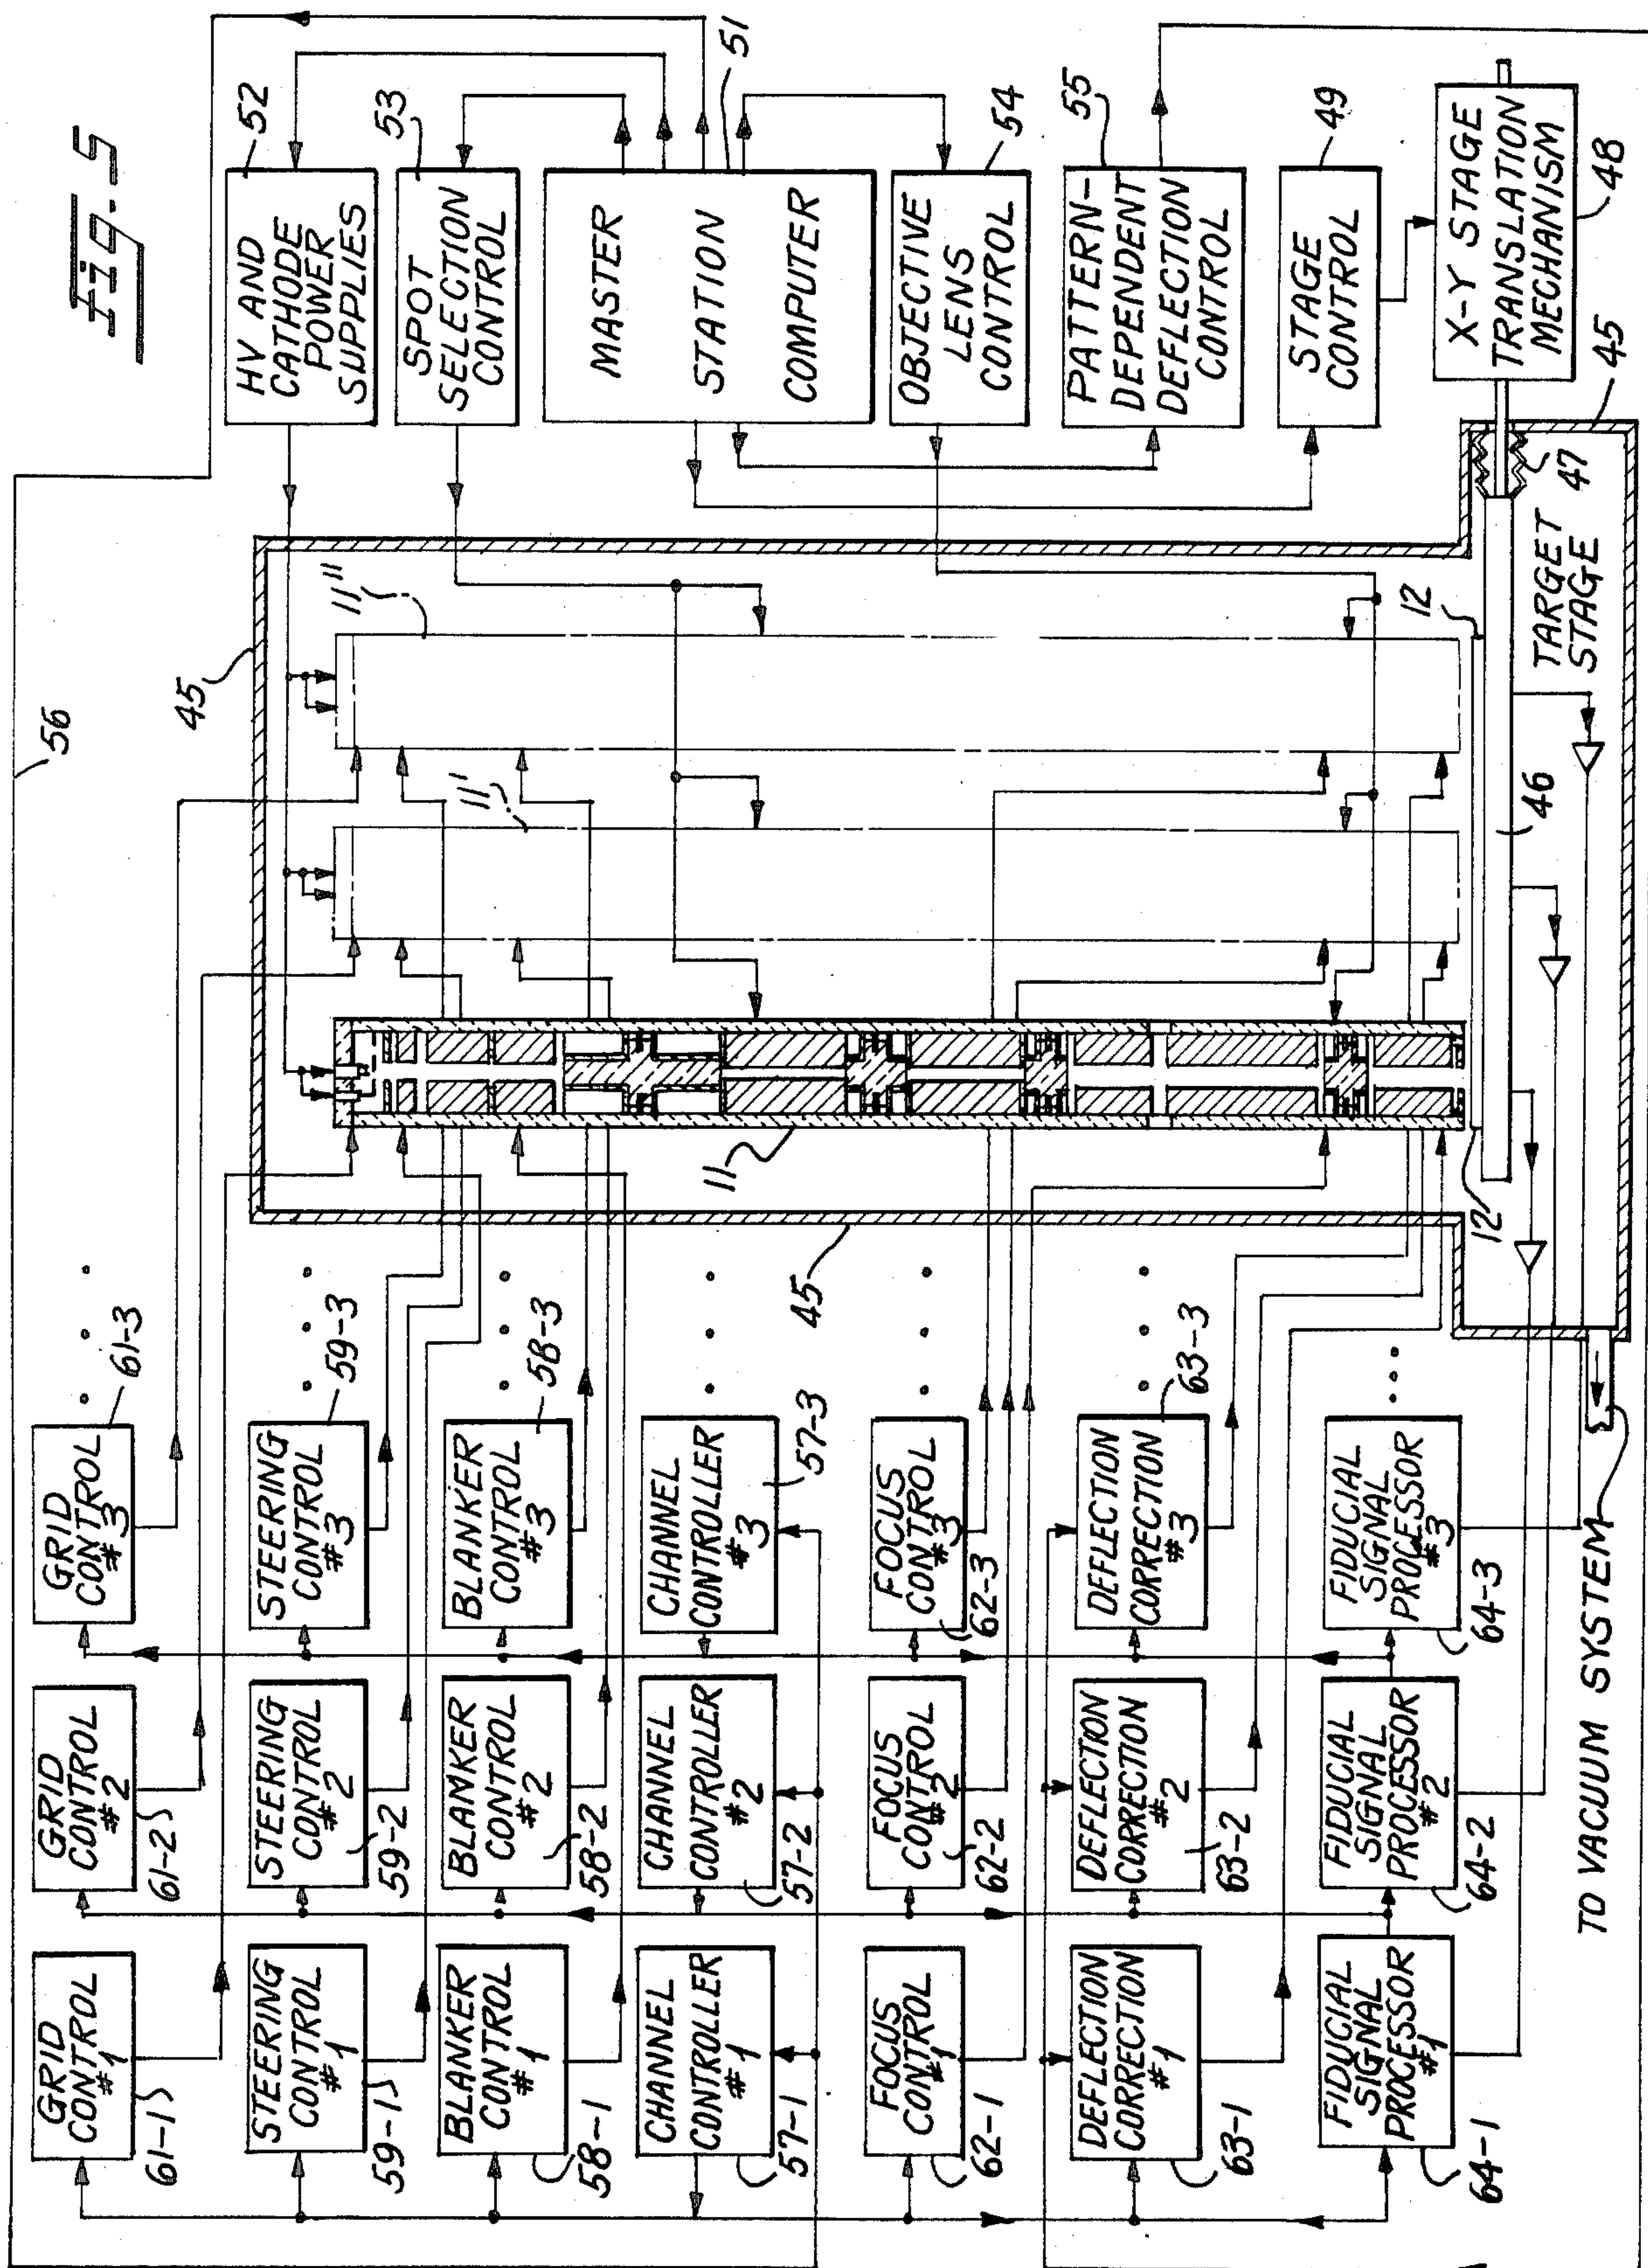 Fig-5
56
61-1
GRID
CONTROL
#1
61-2
GRID
CONTROL
#2
61-3
GRID
CONTROL
#3
59-1
STEERING
CONTROL
#1
59-2
STEERING
CONTROL
#2
59-3
STEERING
CONTROL
#3
58-1
BLANKER
CONTROL
#1
58-2
BLANKER
CONTROL
#2
58-3
BLANKER
CONTROL
#3
57-1
CHANNEL
CONTROLLER
#1
57-2
CHANNEL
CONTROLLER
#2
57-3
CHANNEL
CONTROLLER
#3
62-1
FOCUS
CONTROL
#1
62-2
FOCUS
CONTROL
#2
62-3
FOCUS
CONTROL
#3
63-1
DEFLECTION
CORRECTION
#1
63-2
DEFLECTION
CORRECTION
#2
63-3
DEFLECTION
CORRECTION
#3
64-1
FIDUCIAL
SIGNAL
PROCESSOR
#1
64-2
FIDUCIAL
SIGNAL
PROCESSOR
#2
64-3
FIDUCIAL
SIGNAL
PROCESSOR
#3
TO VACUUM SYSTEM
45
45
11
11'
11"
12
12
46
TARGET
STAGE
47
45
HV AND
CATHODE
POWER
SUPPLIES
52
SPOT
SELECTION
CONTROL
53
MASTER
STATION
COMPUTER
51
OBJECTIVE
LENS
CONTROL
54
PATTERN-
DEPENDENT
DEFLECTION
CONTROL
55
STAGE
CONTROL
49
X-Y STAGE
TRANSLATION
MECHANISM
48